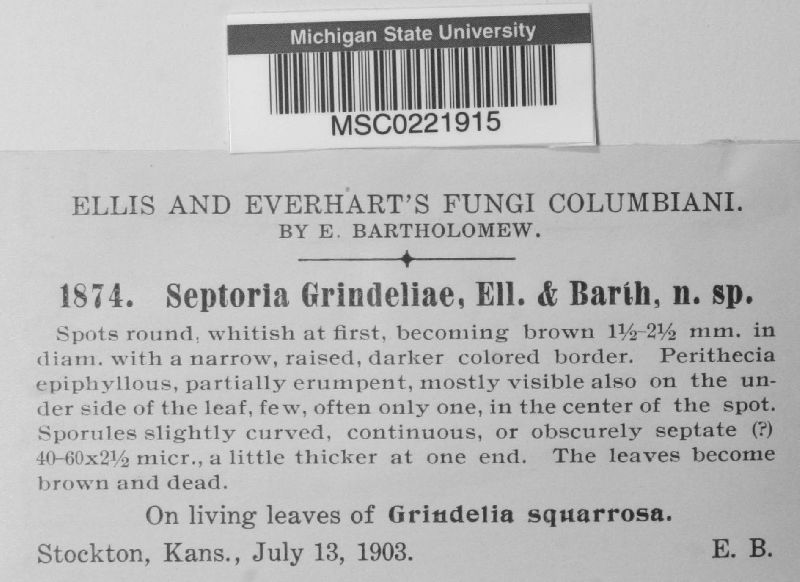 Michigan State University
MSC0221915
ELLIS AND EVERHART'S FUNGI COLUMBIANI.
BY E. BARTHOLOMEW.
1874. Septoria Grindeliae, Ell. & Barth, n. sp.
Spots round, whitish at first, becoming brown 1½-2½ mm. in
diam. with a narrow, raised, darker colored border. Perithecia
epiphyllous, partially erumpent, mostly visible also on the un-
der side of the leaf, few, often only one, in the center of the spot.
Sporules slightly curved, continuous, or obscurely septate (?)
40-60x2½ micr., a little thicker at one end. The leaves become
brown and dead.
On living leaves of Grindelia squarrosa.
Stockton, Kans., July 13, 1903. E. B.